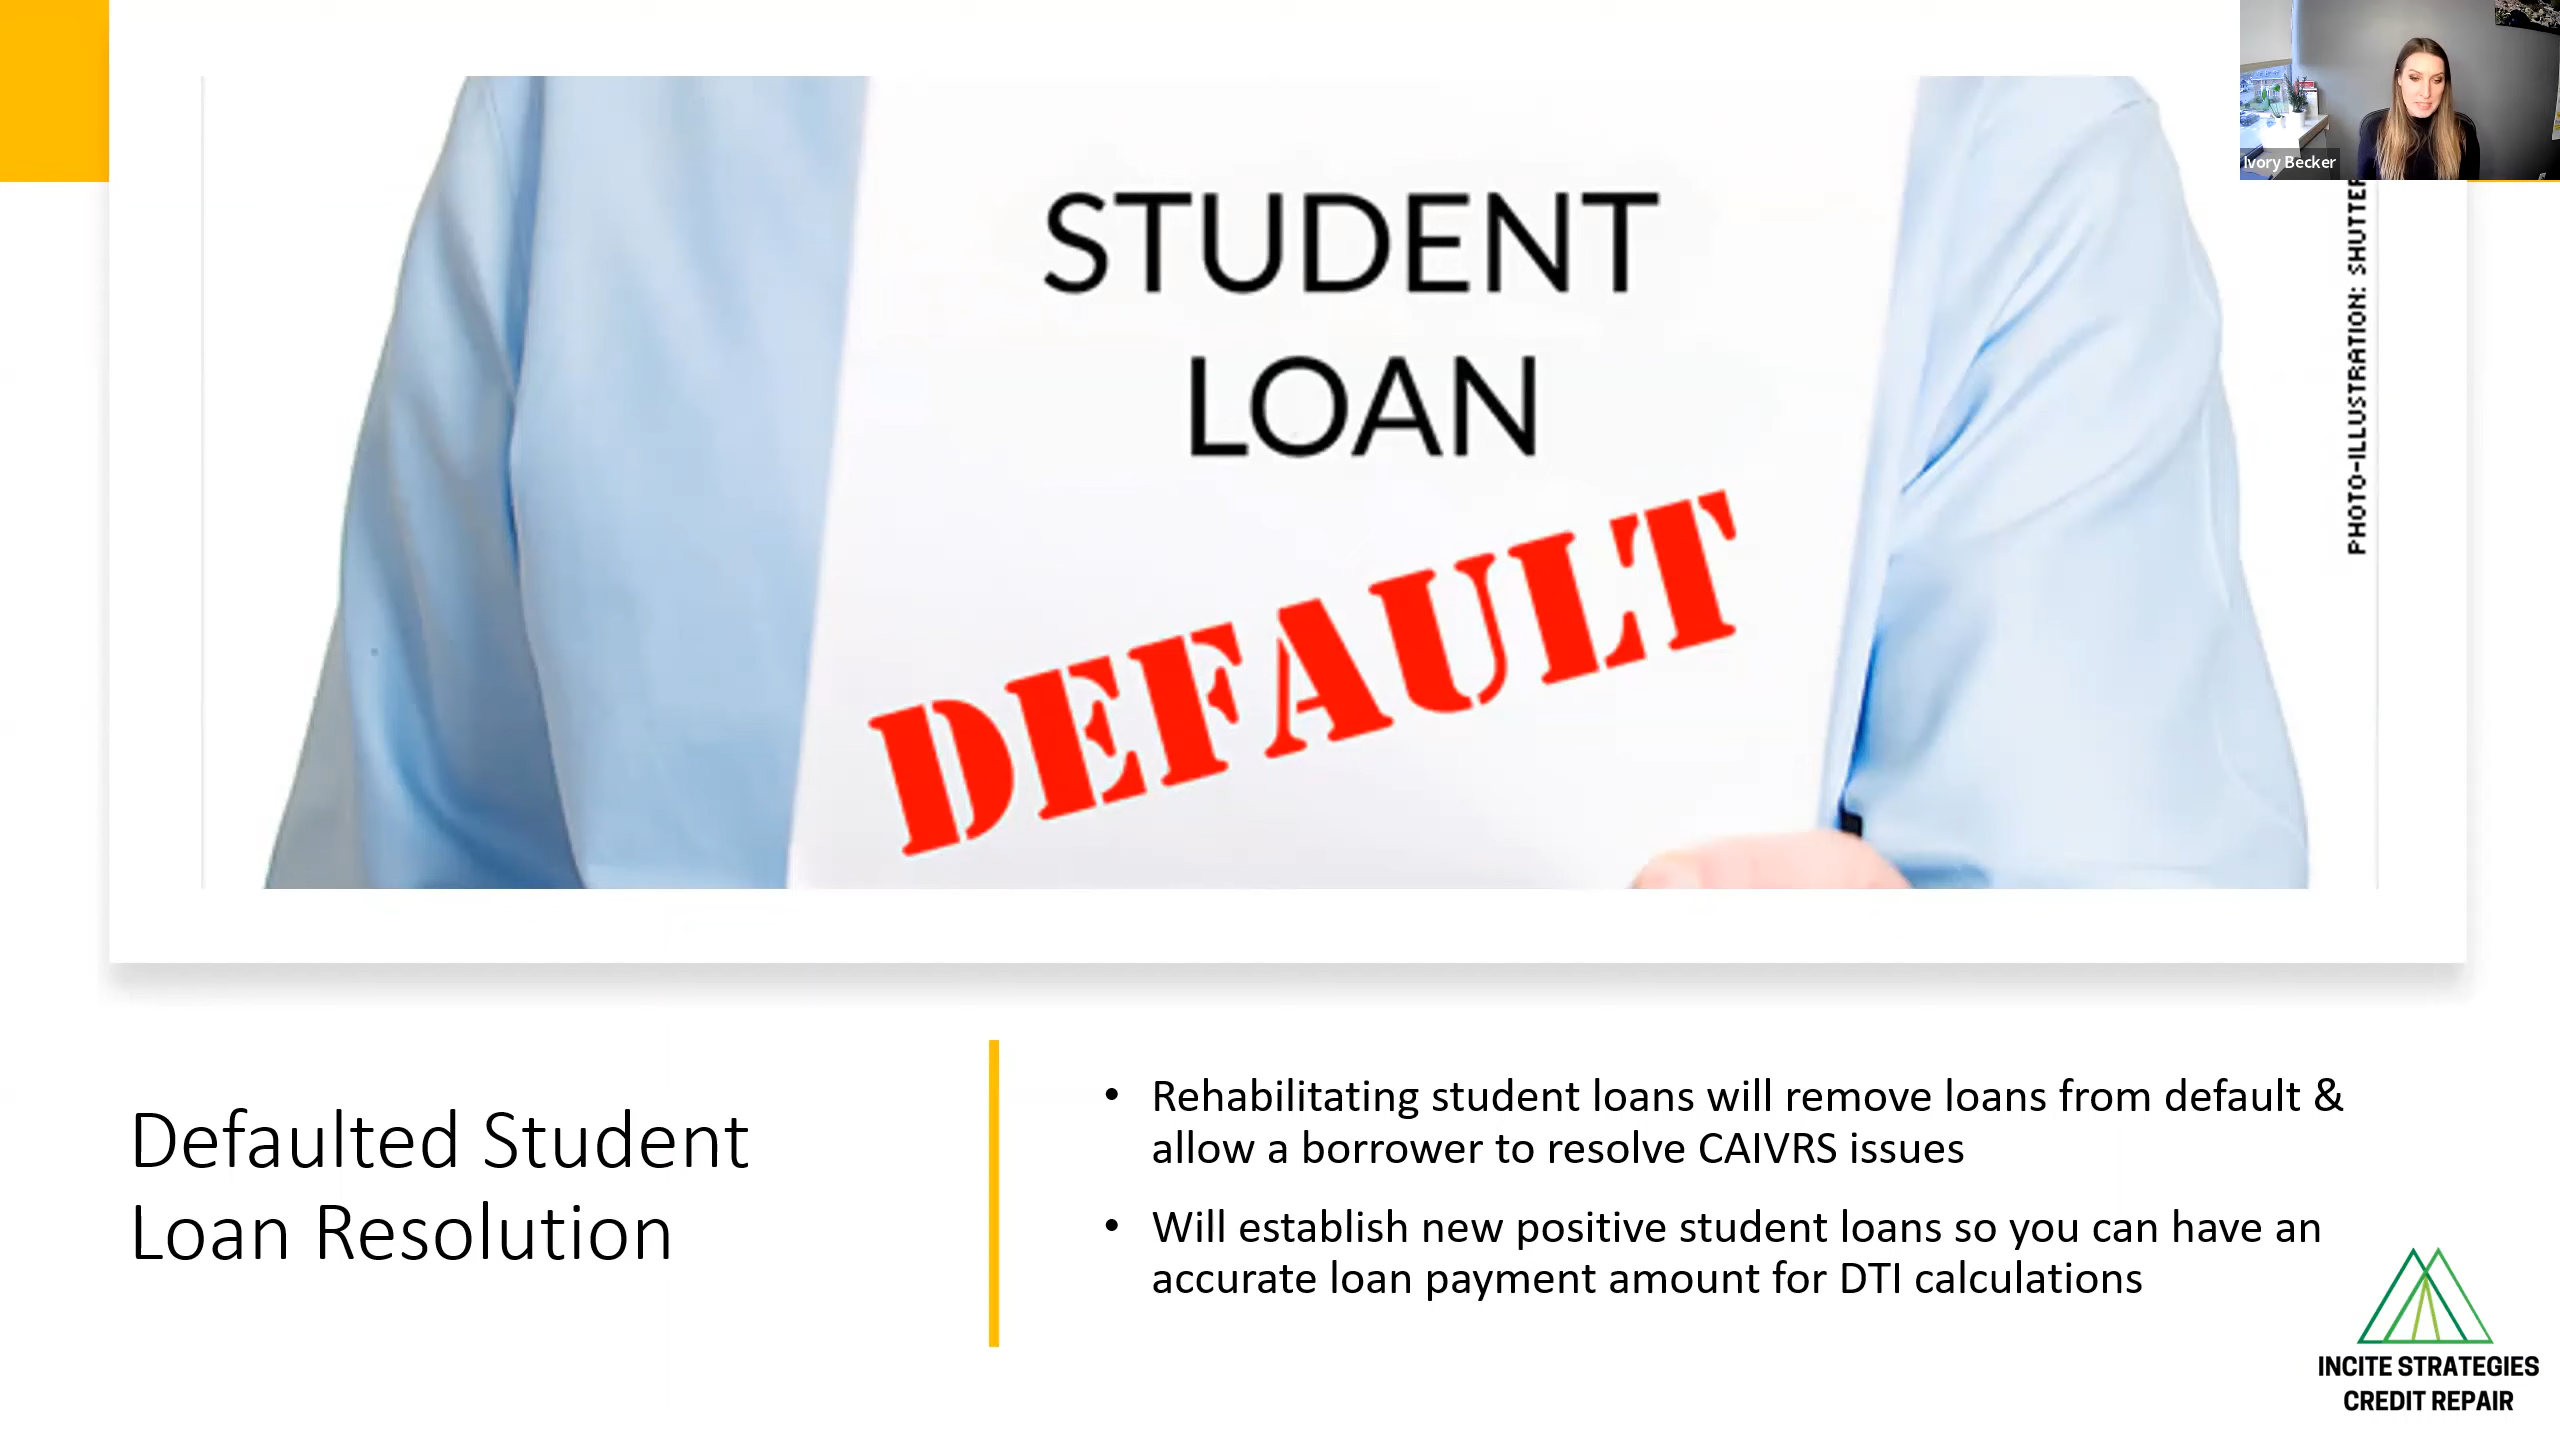 STUDENT
LOAN
DEFAULT
Ivory Becker
PHOTO-ILLUSTRATION:
Defaulted Student
Loan Resolution
• Rehabilitating student loans will remove loans from default &
allow a borrower to resolve CAIVRS issues
• Will establish new positive student loans so you can have an
accurate loan payment amount for DTI calculations
INCITE STRATEGIES
CREDIT REPAIR